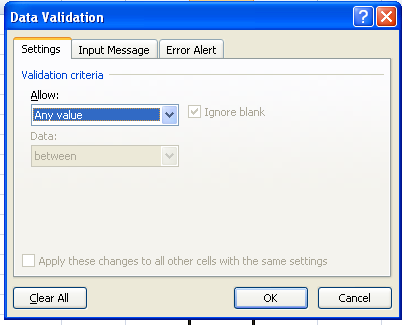 Data Validation
Settings Input Message Error Alert
Validation criteria
Allow:
Any value Ignore blank
Data:
between
Apply these changes to all other cells with the same settings
Clear All OK Cancel